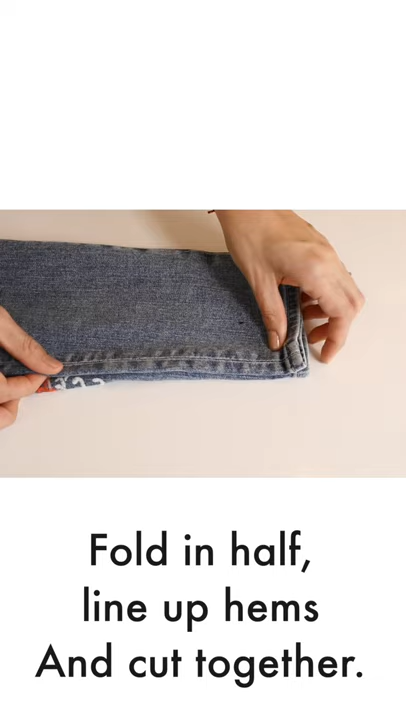 Fold in half,
line up hems
And cut together.